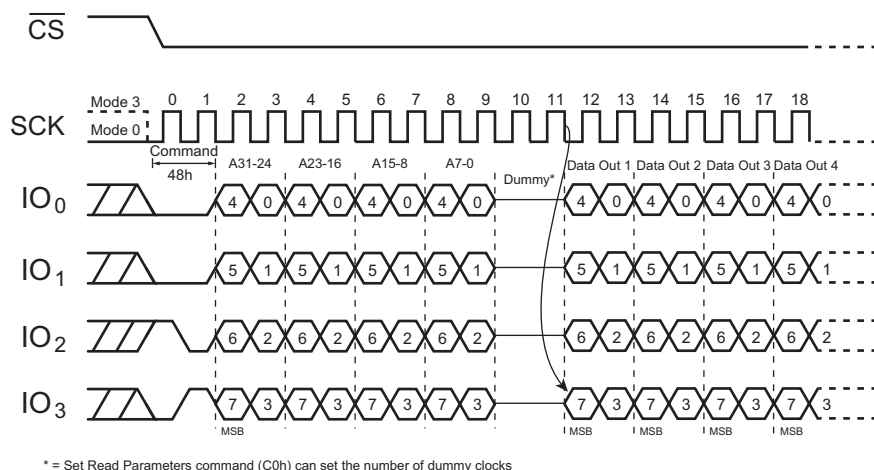 CS
Mode 3 0 1 2 3 4 5 6 7 8 9 10 11 12 13 14 15 16 17 18
SCK
Mode 0
Command A31-24 A23-16 A15-8 A7-0 Dummy* Data Out 1 Data Out 2 Data Out 3 Data Out 4
48h
IO0 4 0 4 0 4 0 4 0 4 0 4 0 4 0 4 0
IO1 5 1 5 1 5 1 5 1 5 1 5 1 5 1 5 1
IO2 6 2 6 2 6 2 6 2 6 2 6 2 6 2 6 2
IO3 7 3 7 3 7 3 7 3 7 3 7 3 7 3 7 3
MSB MSB MSB MSB MSB
* = Set Read Parameters command (C0h) can set the number of dummy clocks